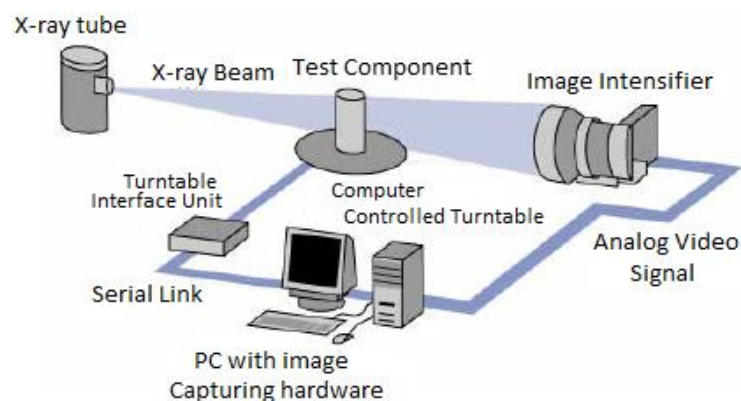 X-ray tube
X-ray Beam
Test Component
Image Intensifier
Turntable
Interface Unit
Computer
Controlled Turntable
Analog Video
Signal
Serial Link
PC with image
Capturing hardware